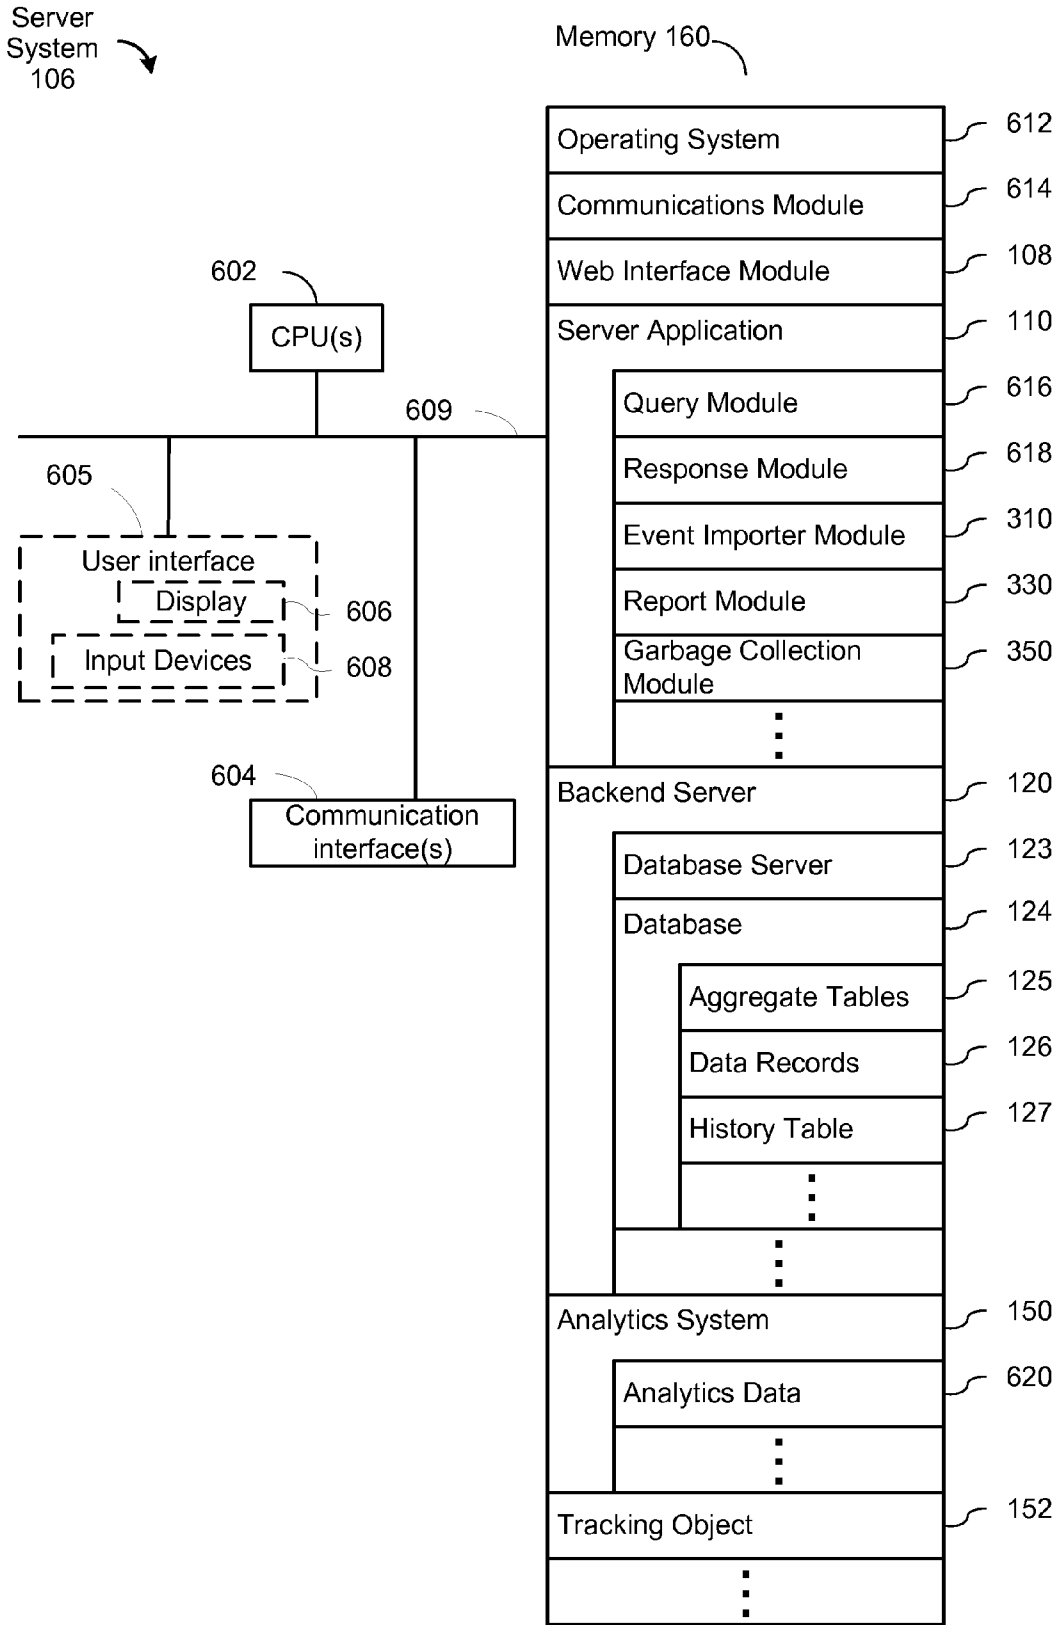 Server
System
106
Memory 160
Operating System
612
Communications Module
614
Web Interface Module
108
Server Application
110
Query Module
616
Response Module
618
Event Importer Module
310
Report Module
330
Garbage Collection
Module
350
Backend Server
120
Database Server
123
Database
124
Aggregate Tables
125
Data Records
126
History Table
127
Analytics System
150
Analytics Data
620
Tracking Object
152
602
CPU(s)
609
605
User interface
Display
606
Input Devices
608
604
Communication
interface(s)